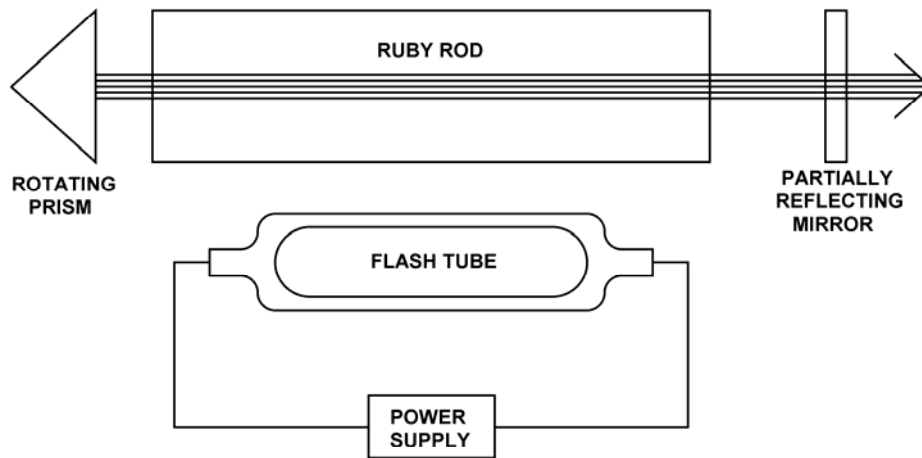 RUBY ROD
ROTATING
PRISM
PARTIALLY
REFLECTING
MIRROR
FLASH TUBE
POWER
SUPPLY